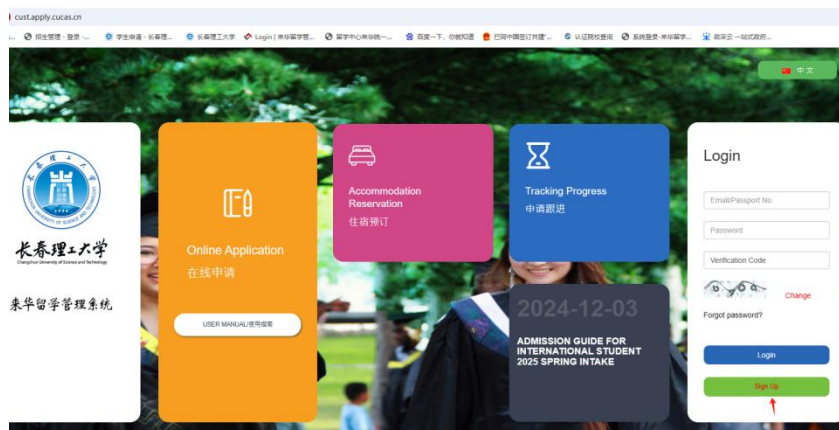 cust.apply.cucas.cn
招生管理 - 登录 -...
学生申请 - 长春理...
长春理工大学
Login | 来华留学管...
留学中心来华统一-...
百度一下,你就知道
已同中国签订共建“...
认证院校查询
系统登录-来华留学...
政采云 一站式政府...
中文
长春理工大学
Changchun University of Science and Technology
来华留学管理系统
Online Application
在线申请
USER MANUAL/使用指南
Accommodation
Reservation
住宿预订
Tracking Progress
申请跟进
2024-12-03
ADMISSION GUIDE FOR
INTERNATIONAL STUDENT
2025 SPRING INTAKE
Login
Email/Passport No.
Password
Verification Code
Change
Forgot password?
Login
Sign Up